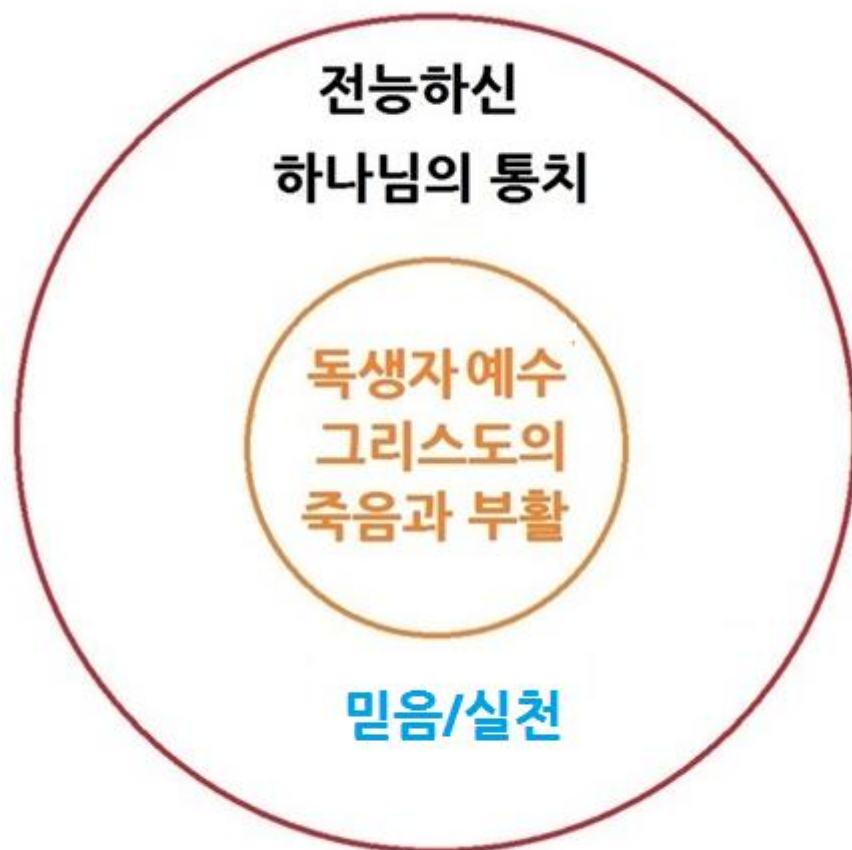 전능하신
하나님의 통치
독생자 예수
그리스도의
죽음과 부활
믿음/실천